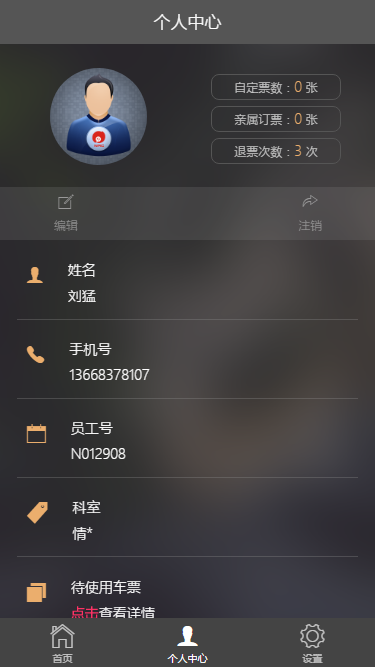 个人中心
自定票数：0 张
亲属订票：0 张
退票次数：3 次
编辑
注销
姓名
刘猛
手机号
13668378107
员工号
N012908
科室
情*
待使用车票
点击查看详情
首页
个人中心
设置